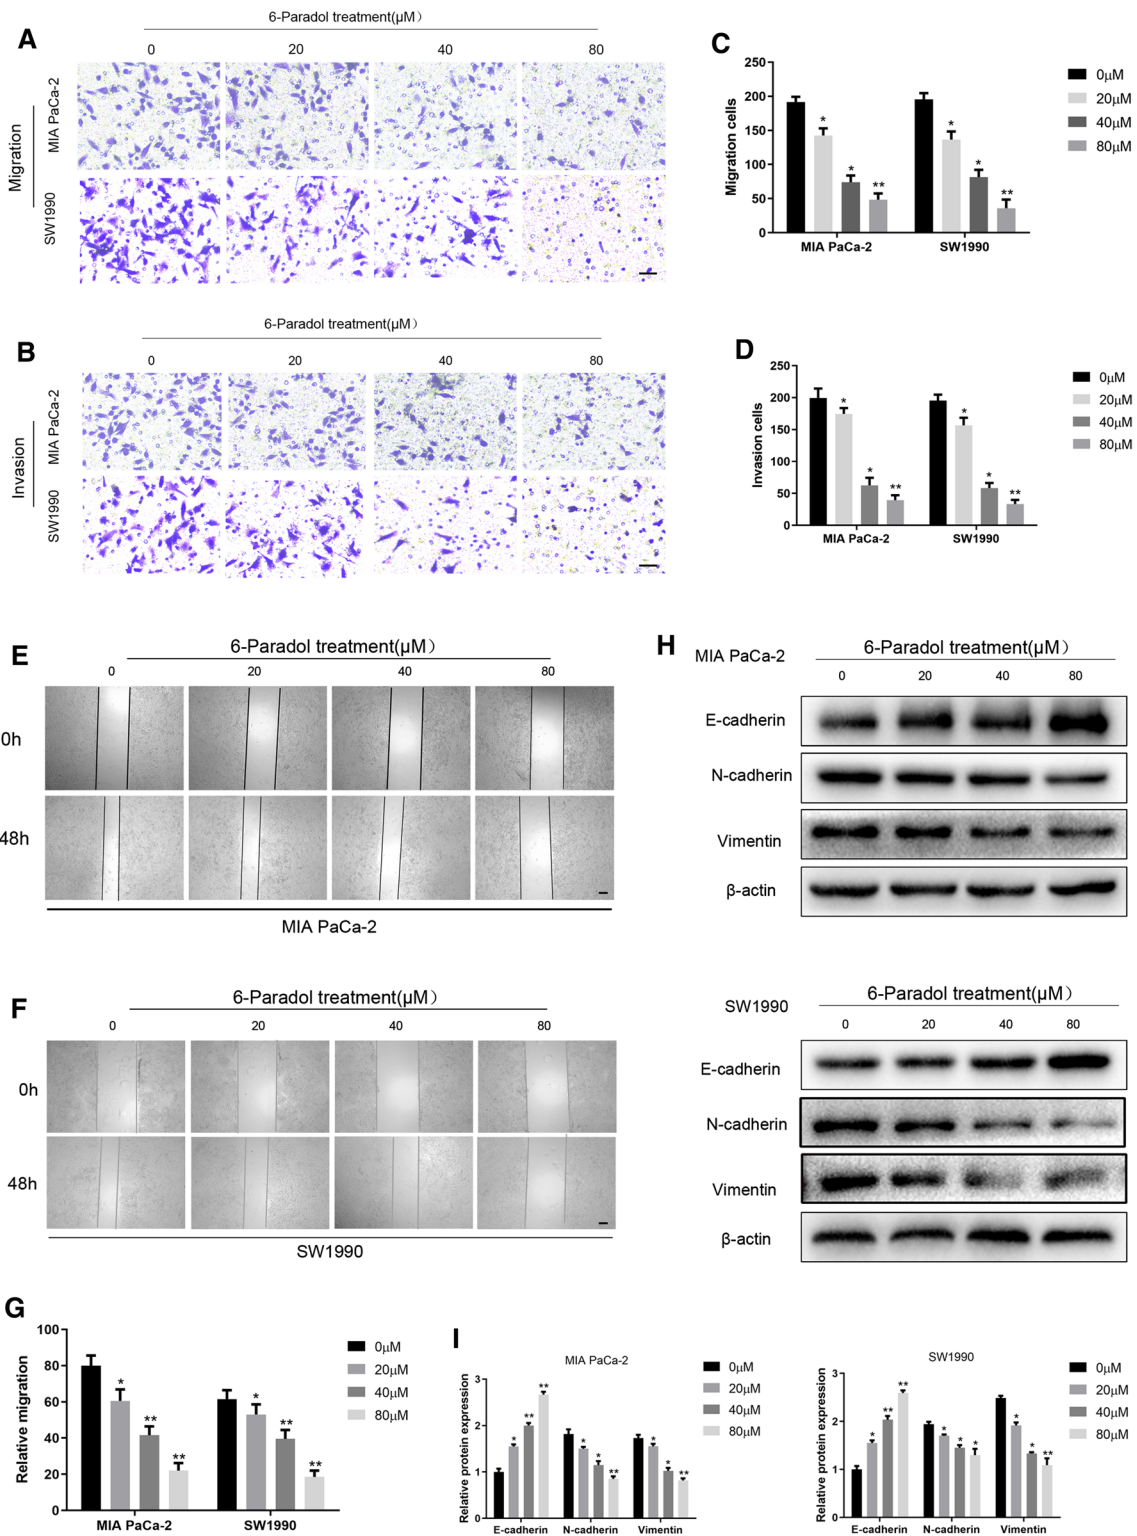 A
6-Paradol treatment(μM）
0 20 40 80
Migration
MIA PaCa-2
SW1990
B
6-Paradol treatment(μM）
0 20 40 80
Invasion
MIA PaCa-2
SW1990
C
250
200
150
100
50
0
Migration cells
* * ** * * **
MIA PaCa-2 SW1990
0μM
20μM
40μM
80μM
D
250
200
150
100
50
0
Invasion cells
* * ** * * **
MIA PaCa-2 SW1990
0μM
20μM
40μM
80μM
E
6-Paradol treatment(μM）
0 20 40 80
0h
48h
MIA PaCa-2
F
6-Paradol treatment(μM）
0 20 40 80
0h
48h
SW1990
G
100
80
60
40
20
0
Relative migration
* ** ** * ** **
MIA PaCa-2 SW1990
0μM
20μM
40μM
80μM
H
MIA PaCa-2
6-Paradol treatment(μM）
0 20 40 80
E-cadherin
N-cadherin
Vimentin
β-actin
SW1990
6-Paradol treatment(μM）
0 20 40 80
E-cadherin
N-cadherin
Vimentin
β-actin
I
MIA PaCa-2
3
2
1
0
Relative protein expression
* ** ** * * ** * * **
E-cadherin N-cadherin Vimentin
0μM
20μM
40μM
80μM
SW1990
3
2
1
0
Relative protein expression
* ** ** * * * * * **
E-cadherin N-cadherin Vimentin
0μM
20μM
40μM
80μM